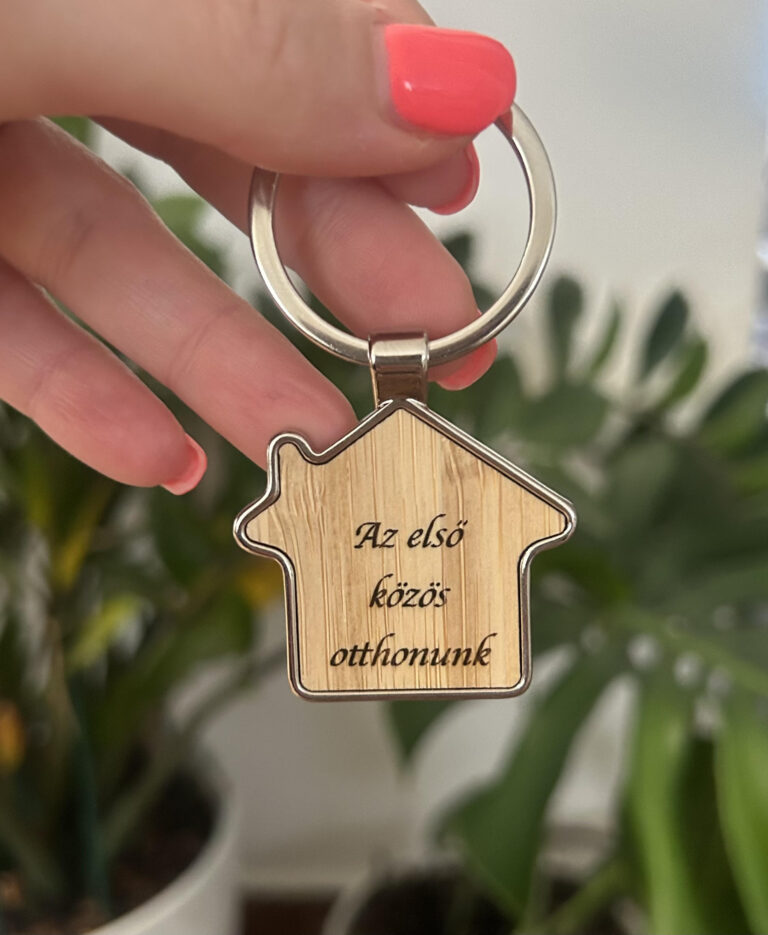 Az első
közös
otthonunk